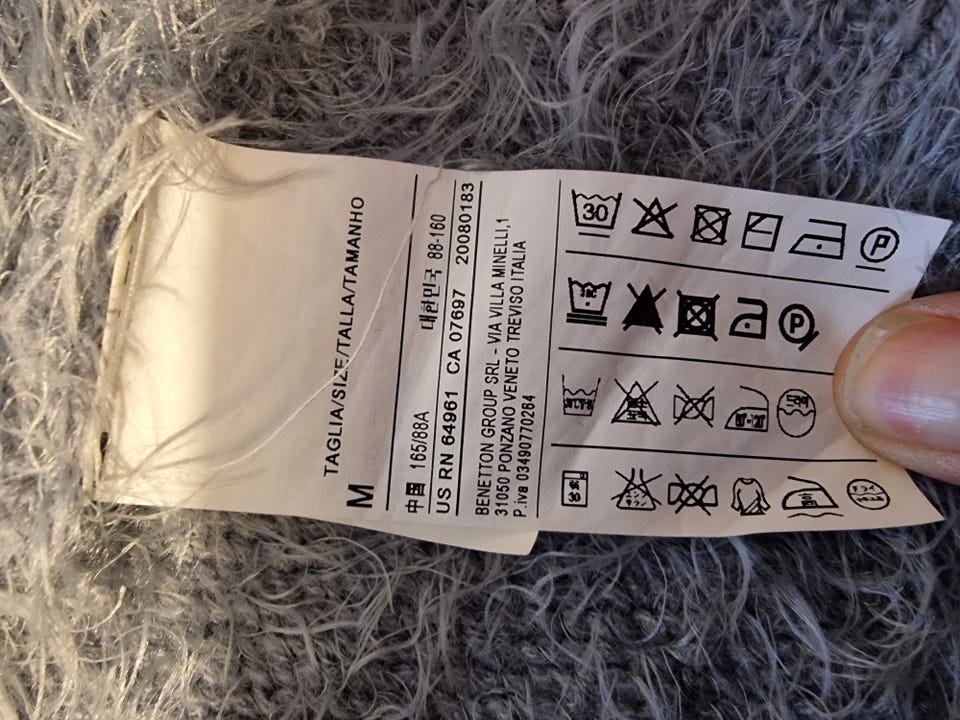 TAGLIA/SIZE/TALLA/TAMANHO
M
대한민국 88-160
中国 165/88A
US RN 64961 CA 07697 20080183
BENETTON GROUP SRL - VIA VILLA MINELLI,1
31050 PONZANO VENETO TREVISO ITALIA
P.iva 03490770264
30
P
P